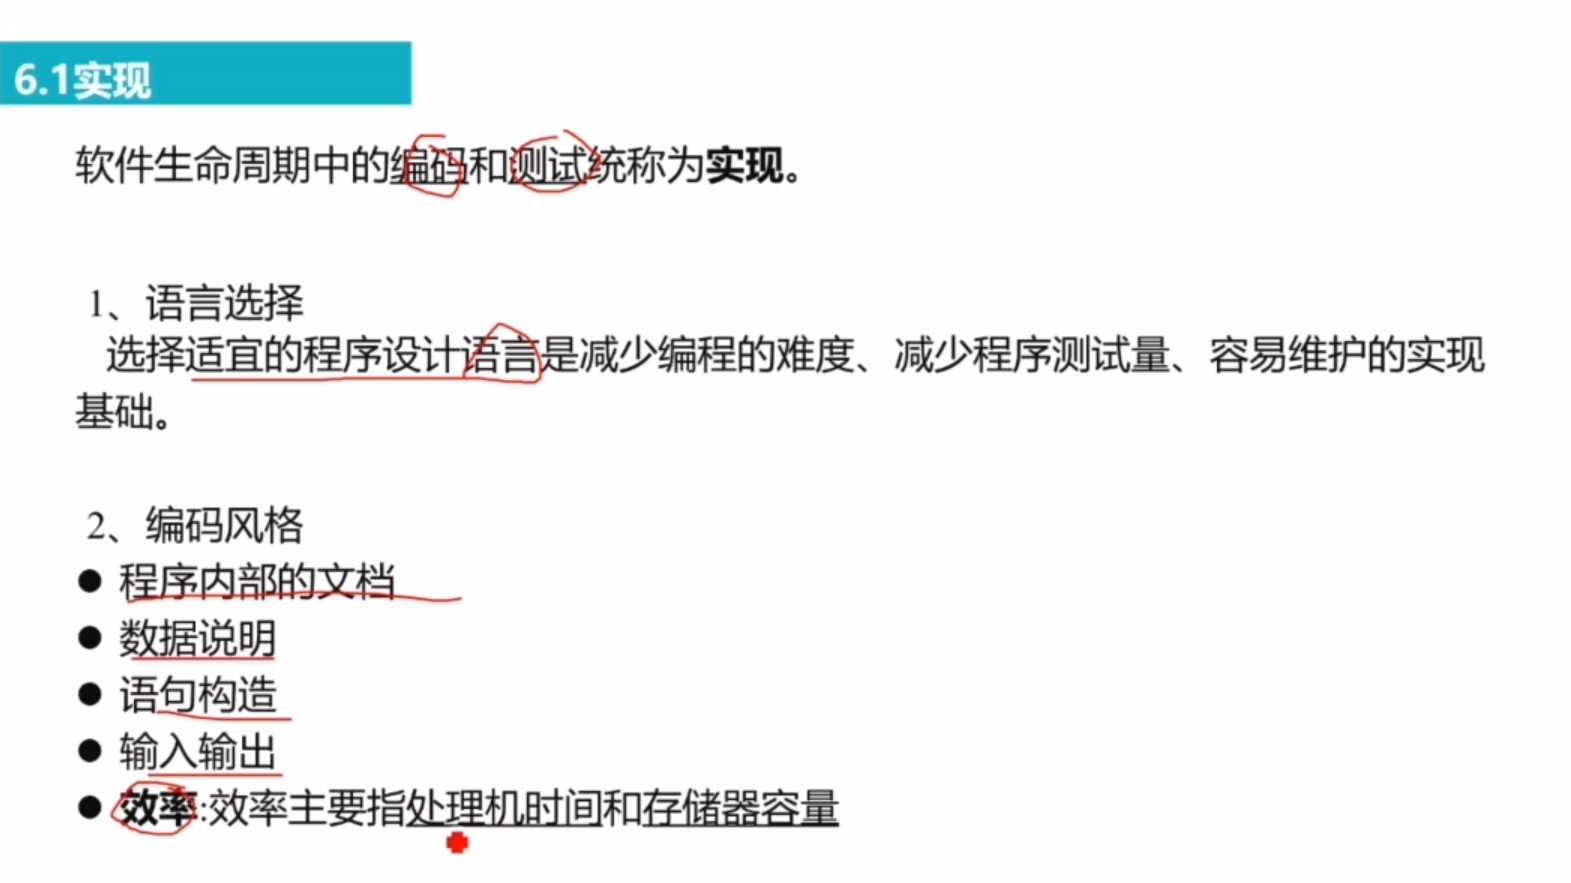 6.1实现
软件生命周期中的编码和测试统称为实现。
1、语言选择
选择适宜的程序设计语言是减少编程的难度、减少程序测试量、容易维护的实现
基础。
2、编码风格
● 程序内部的文档
● 数据说明
● 语句构造
● 输入输出
● 效率:效率主要指处理机时间和存储器容量